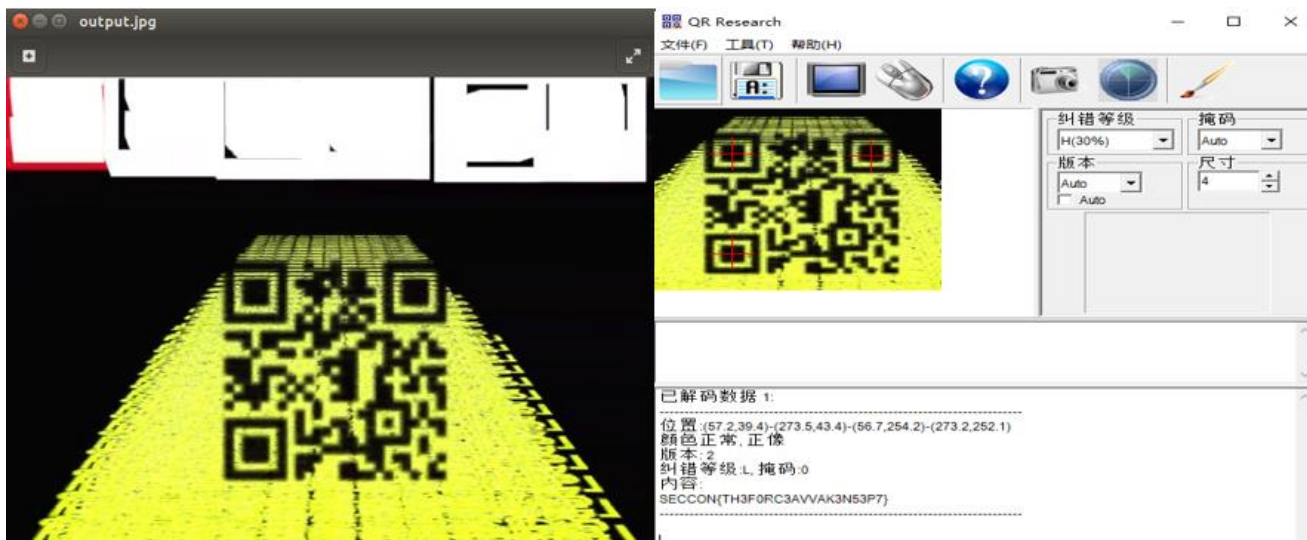 output.jpg
QR Research
文件(F) 工具(T) 帮助(H)
A:
纠错等级
H(30%)
掩码
Auto
版本
Auto
Auto
尺寸
4
已解码数据 1:
位置:(57.2,39.4)-(273.5,43.4)-(56.7,254.2)-(273.2,252.1)
颜色正常, 正像
版本: 2
纠错等级:L, 掩码:0
内容:
SECCON{TH3F0RC3AVVAK3N53P7}